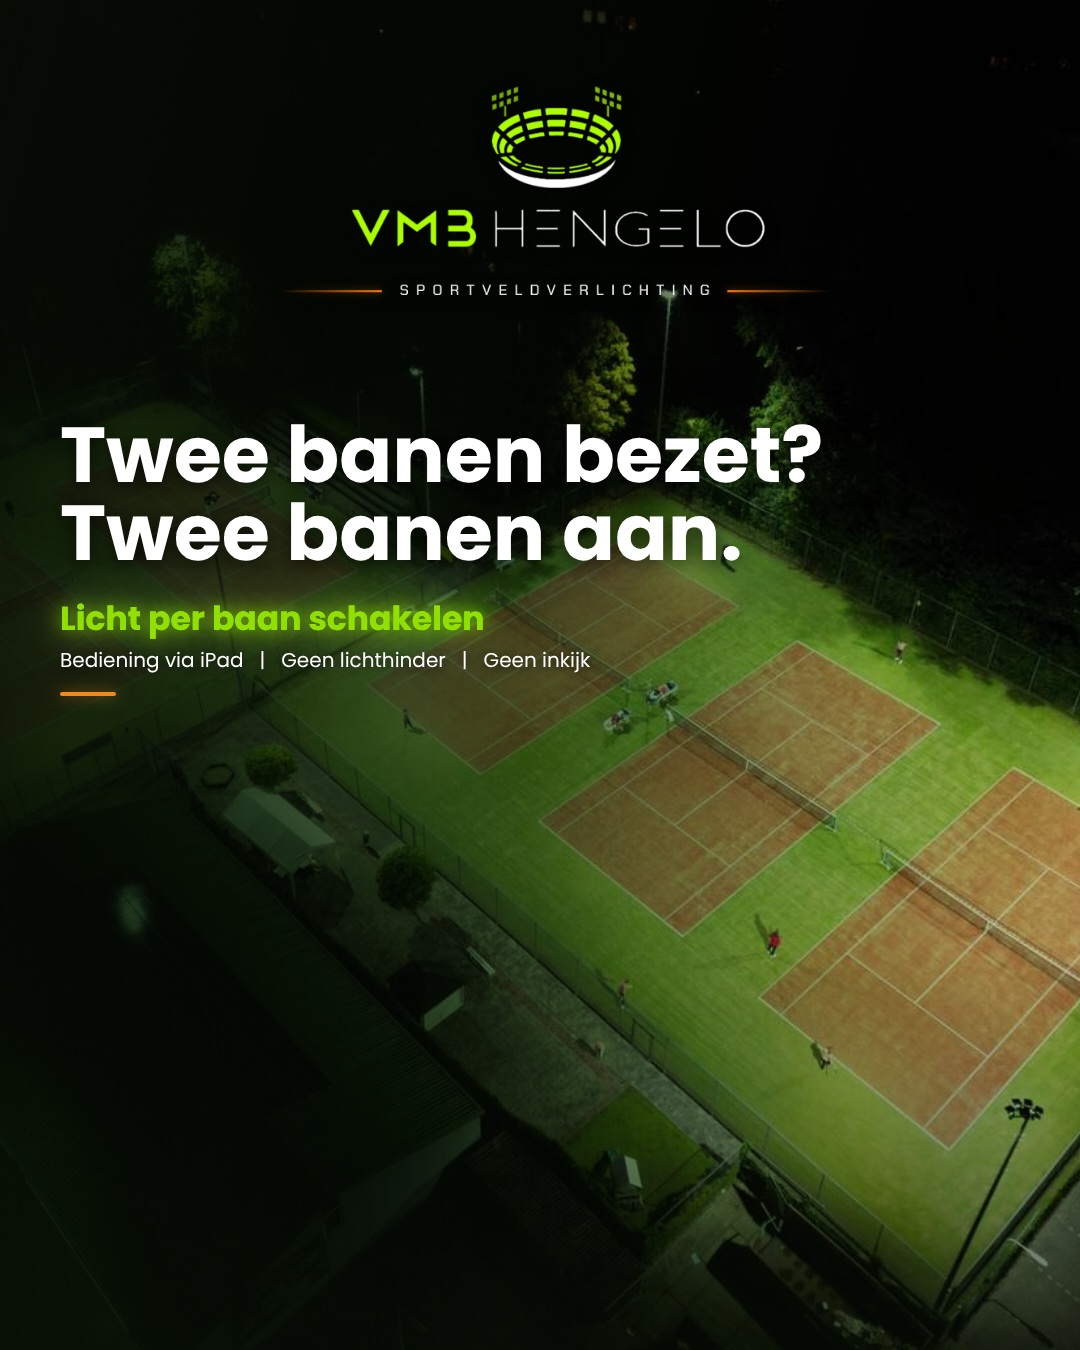 VMB HENGELO
SPORTVELDVERLICHTING
Twee banen bezet?
Twee banen aan.
Licht per baan schakelen
Bediening via iPad | Geen lichthinder | Geen inkijk